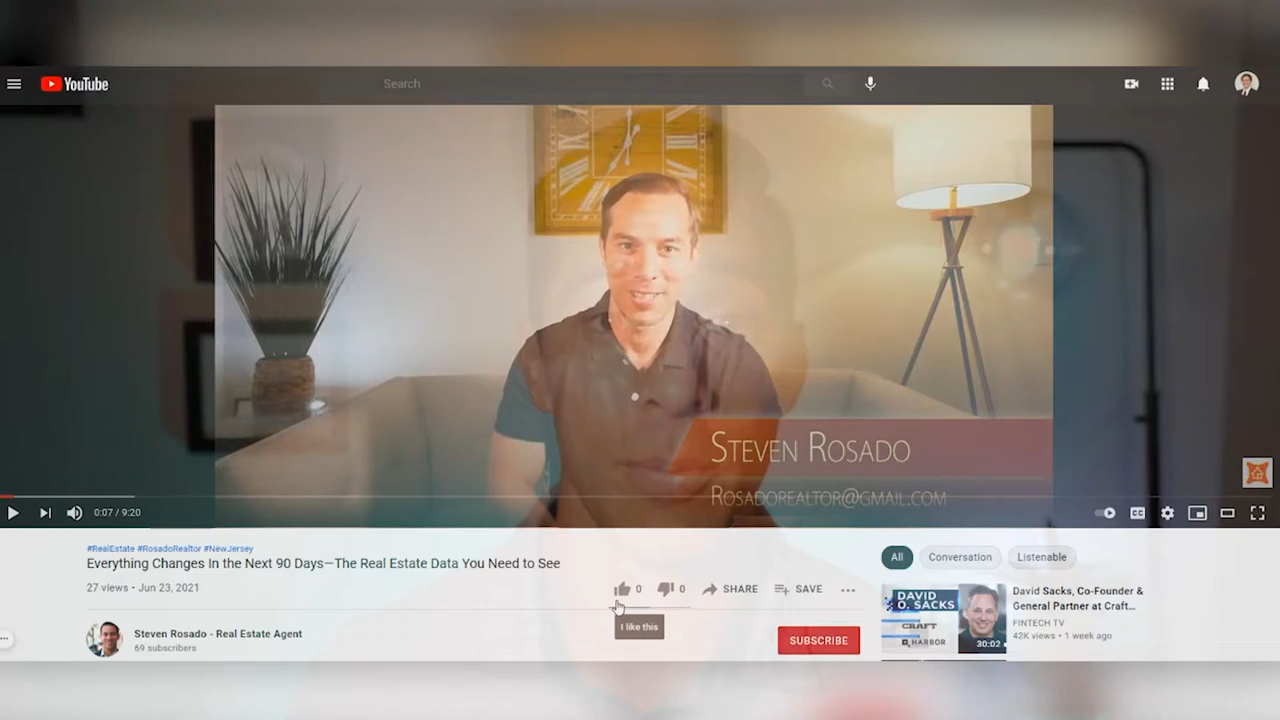 YouTube
Search
STEVEN ROSADO
ROSADOREALTOR@GMAIL.COM
0:07 / 9:20
CC
#RealEstate #RosadoRealtor #NewJersey
Everything Changes In the Next 90 Days—The Real Estate Data You Need to See
27 views • Jun 23, 2021
0
0
SHARE
SAVE
I like this
Steven Rosado - Real Estate Agent
69 subscribers
SUBSCRIBE
All
Conversation
Listenable
DAVID
O. SACKS
CRAFT
HARBOR
30:02
David Sacks, Co-Founder &
General Partner at Craft...
FINTECH TV
42K views • 1 week ago